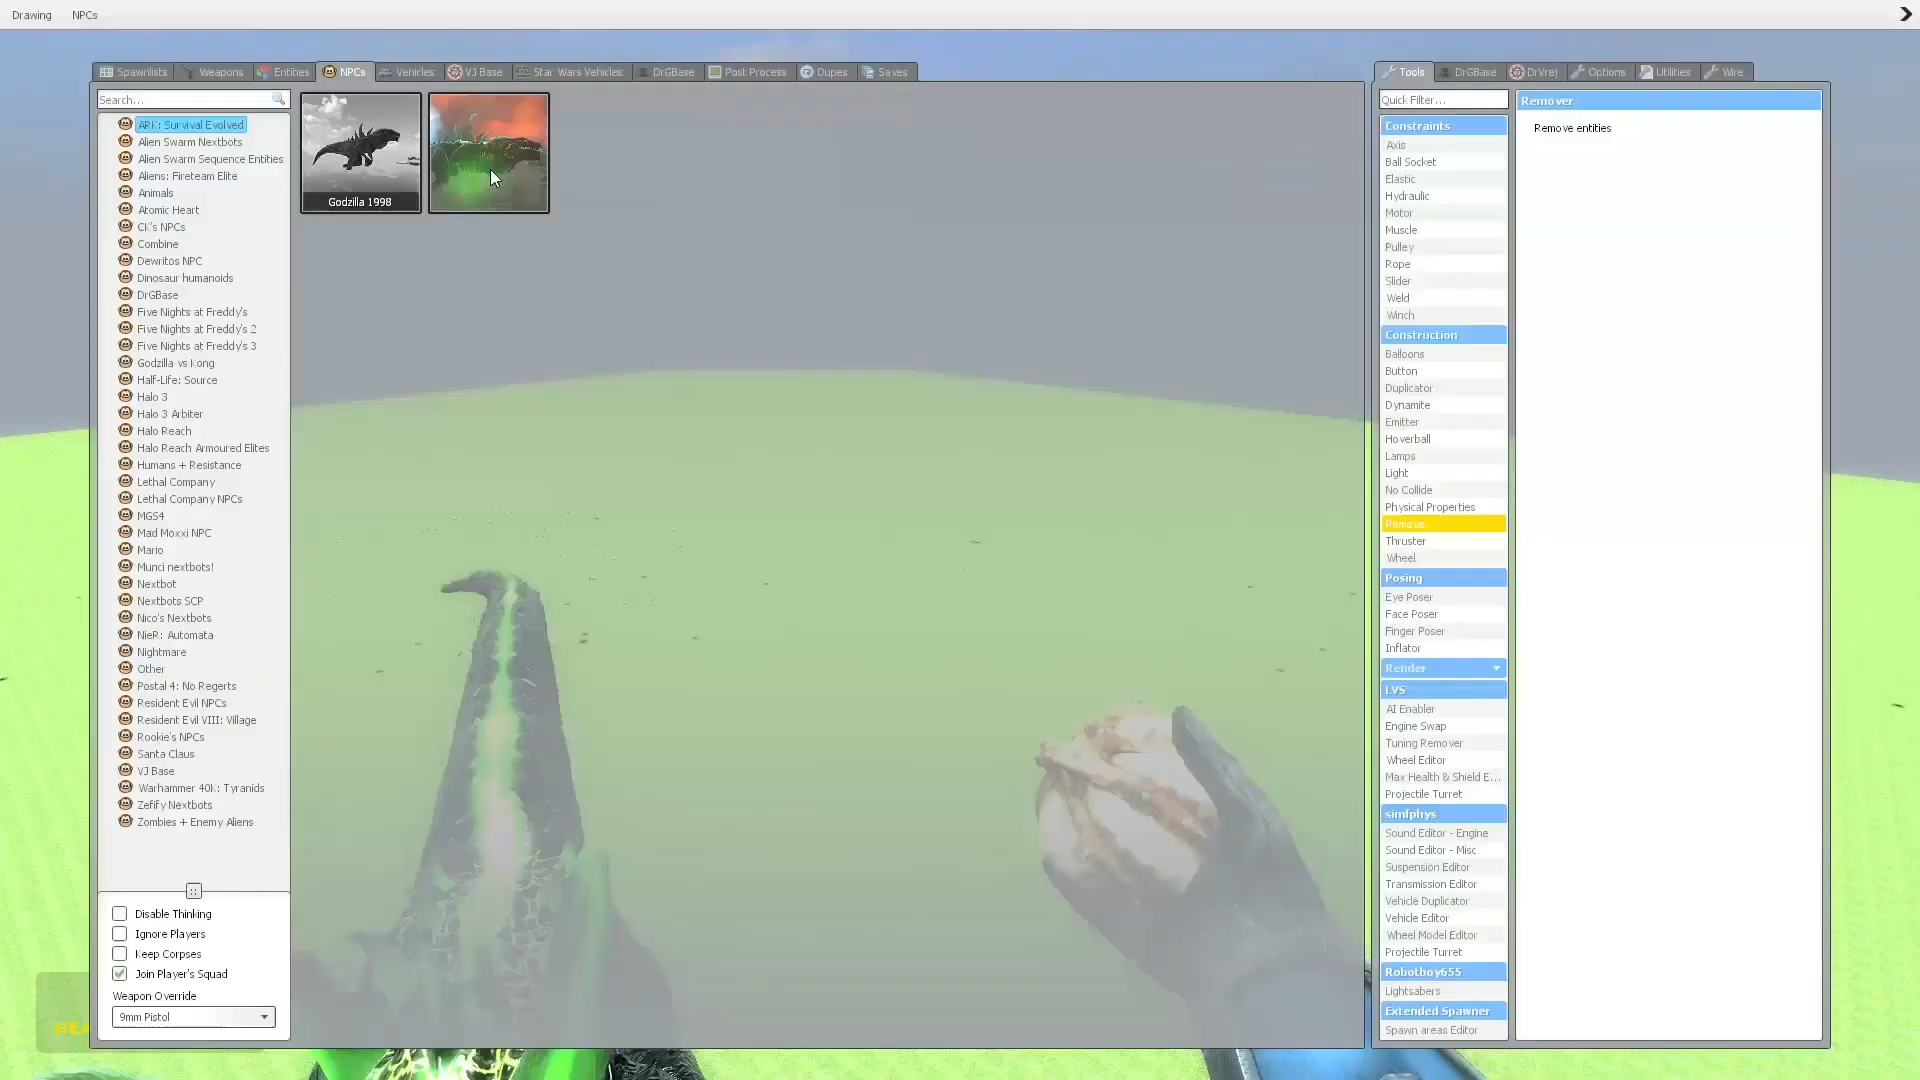 Drawing NPCs
Spawnlists Weapons Entities NPCs Vehicles VJ Base Star Wars Vehicles DrGBase Post Process Dupes Saves
Search...
ARK: Survival Evolved
Alien Swarm Nextbots
Alien Swarm Sequence Entities
Aliens: Fireteam Elite
Animals
Atomic Heart
CK's NPCs
Combine
Dewritos NPC
Dinosaur humanoids
DrGBase
Five Nights at Freddy's
Five Nights at Freddy's 2
Five Nights at Freddy's 3
Godzilla vs Kong
Half-Life: Source
Halo 3
Halo 3 Arbiter
Halo Reach
Halo Reach Armoured Elites
Humans + Resistance
Lethal Company
Lethal Company NPCs
MGS4
Mad Moxxi NPC
Mario
Munci nextbots!
Nextbot
Nextbots SCP
Nico's Nextbots
NieR: Automata
Nightmare
Other
Postal 4: No Regerts
Resident Evil NPCs
Resident Evil VIII: Village
Rookie's NPCs
Santa Claus
VJ Base
Warhammer 40k: Tyranids
Zefify Nextbots
Zombies + Enemy Aliens
Disable Thinking
Ignore Players
Keep Corpses
Join Player's Squad
Weapon Override
9mm Pistol
Godzilla 1998
Tools DrGBase DrVrej Options Utilities Wire
Quick Filter...
Constraints
Axis
Ball Socket
Elastic
Hydraulic
Motor
Muscle
Pulley
Rope
Slider
Weld
Winch
Construction
Balloons
Button
Duplicator
Dynamite
Emitter
Hoverball
Lamps
Light
No Collide
Physical Properties
Remover
Thruster
Wheel
Posing
Eye Poser
Face Poser
Finger Poser
Inflator
Render
LVS
AI Enabler
Engine Swap
Tuning Remover
Wheel Editor
Max Health & Shield E...
Projectile Turret
simfphys
Sound Editor - Engine
Sound Editor - Misc
Suspension Editor
Transmission Editor
Vehicle Duplicator
Vehicle Editor
Wheel Model Editor
Projectile Turret
Robotboy655
Lightsabers
Extended Spawner
Spawn areas Editor
Remover
Remove entities